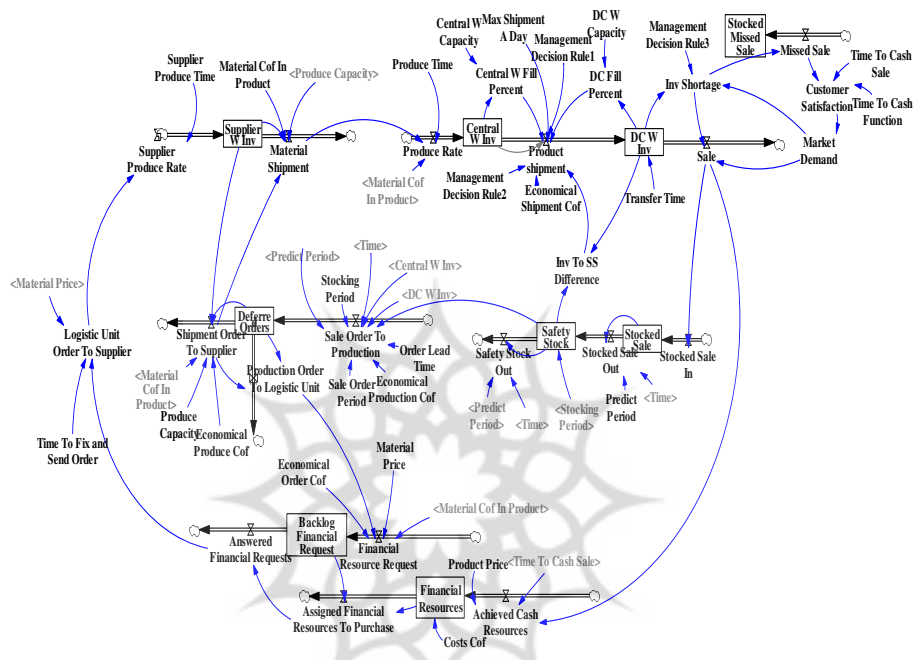 Supplier
Produce Time
Material Cof In
Product
<Produce Capacity>
Supplier
Produce Rate
Supplier
W Inv
Material
Shipment
Produce Time
Central W
Capacity
Max Shipment
A Day
Management
Decision Rule1
DC W
Capacity
Central W Fill
Percent
DC Fill
Percent
Management
Decision Rule3
Stocked
Missed
Sale
Missed Sale
Time To Cash
Sale
Inv Shortage
Customer
Satisfaction
Time To Cash
Function
Produce Rate
Central
W Inv
Product
shipment
DC W
Inv
Sale
Market
Demand
<Material Cof
In Product>
Management
Decision Rule2
Economical
Shipment Cof
Transfer Time
Inv To SS
Difference
<Material Price>
Logistic Unit
Order To Supplier
Time To Fix and
Send Order
<Predict Period>
<Time>
<Central W Inv>
Stocking
Period
<DC W Inv>
Deferre
Orders
Shipment Order
To Supplier
Sale Order To
Production
Order Lead
Time
Production Order
To Logistic Unit
Sale Order
Period
Economical
Production Cof
<Material
Cof In
Product>
Produce
Capacity
Economical
Produce Cof
Safety Stock
Out
Safety
Stock
Stocked Sale
Out
Stocked
Sale
Stocked Sale
In
<Predict
Period>
<Time>
<Stocking
Period>
Predict
Period
<Time>
Economical
Order Cof
Material
Price
<Material Cof In Product>
Backlog
Financial
Request
Answered
Financial Requests
Financial
Resource Request
Product Price
<Time To Cash Sale>
Assigned Financial
Resources To Purchase
Financial
Resources
Achieved Cash
Resources
Costs Cof